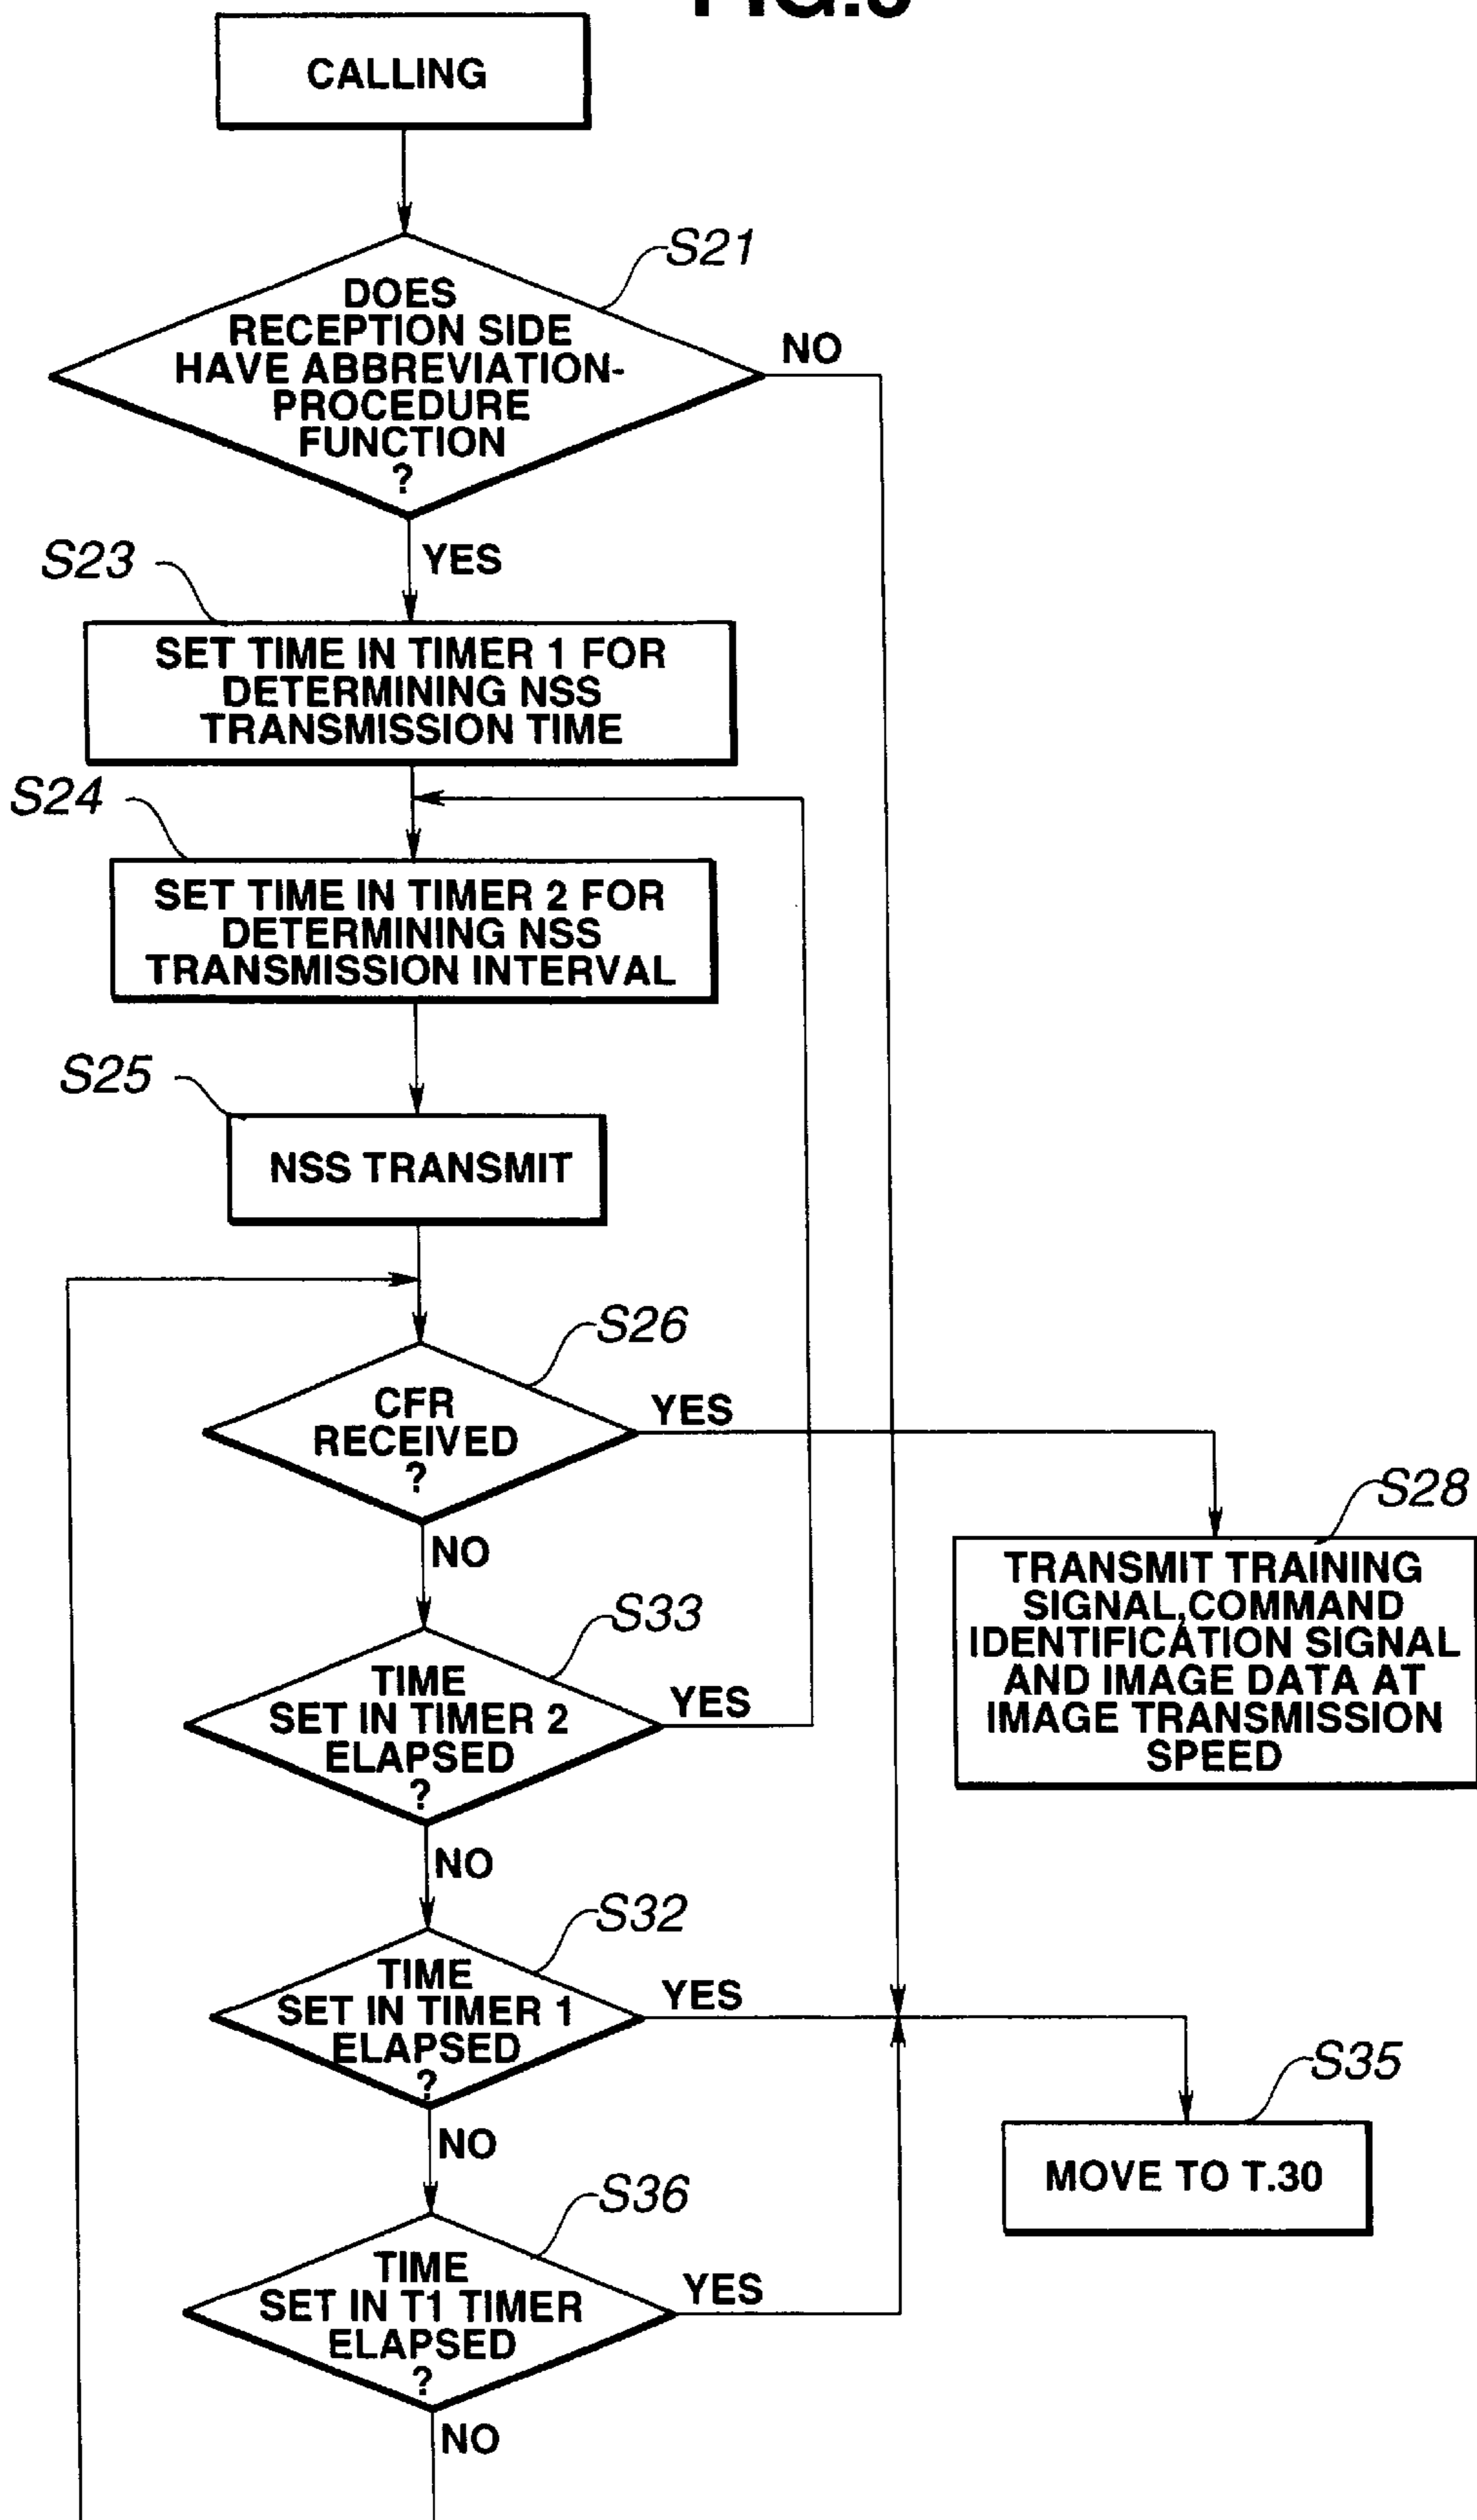 CALLING
S21
DOES
RECEPTION SIDE
HAVE ABBREVIATION-
PROCEDURE
FUNCTION
?
NO
YES
S23
SET TIME IN TIMER 1 FOR
DETERMINING NSS
TRANSMISSION TIME
S24
SET TIME IN TIMER 2 FOR
DETERMINING NSS
TRANSMISSION INTERVAL
S25
NSS TRANSMIT
S26
CFR
RECEIVED
?
YES
NO
S28
TRANSMIT TRAINING
SIGNAL,COMMAND
IDENTIFICATION SIGNAL
AND IMAGE DATA AT
IMAGE TRANSMISSION
SPEED
S33
TIME
SET IN TIMER 2
ELAPSED
?
YES
NO
S32
TIME
SET IN TIMER 1
ELAPSED
?
YES
NO
S35
MOVE TO T.30
S36
TIME
SET IN T1 TIMER
ELAPSED
?
YES
NO